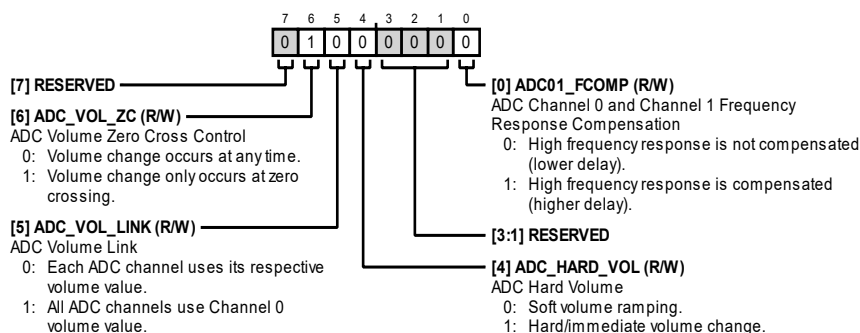 7 6 5 4 3 2 1 0
0 1 0 0 0 0 0 0
[7] RESERVED
[6] ADC_VOL_ZC (R/W)
ADC Volume Zero Cross Control
0: Volume change occurs at any time.
1: Volume change only occurs at zero
crossing.
[5] ADC_VOL_LINK (R/W)
ADC Volume Link
0: Each ADC channel uses its respective
volume value.
1: All ADC channels use Channel 0
volume value.
[0] ADC01_FCOMP (R/W)
ADC Channel 0 and Channel 1 Frequency
Response Compensation
0: High frequency response is not compensated
(lower delay).
1: High frequency response is compensated
(higher delay).
[3:1] RESERVED
[4] ADC_HARD_VOL (R/W)
ADC Hard Volume
0: Soft volume ramping.
1: Hard/immediate volume change.